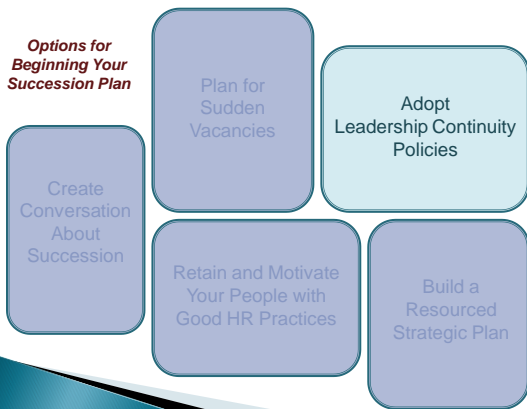 Options for
Beginning Your
Succession Plan
Plan for
Sudden
Vacancies
Adopt
Leadership Continuity
Policies
Create
Conversation
About
Succession
Retain and Motivate
Your People with
Good HR Practices
Build a
Resourced
Strategic Plan